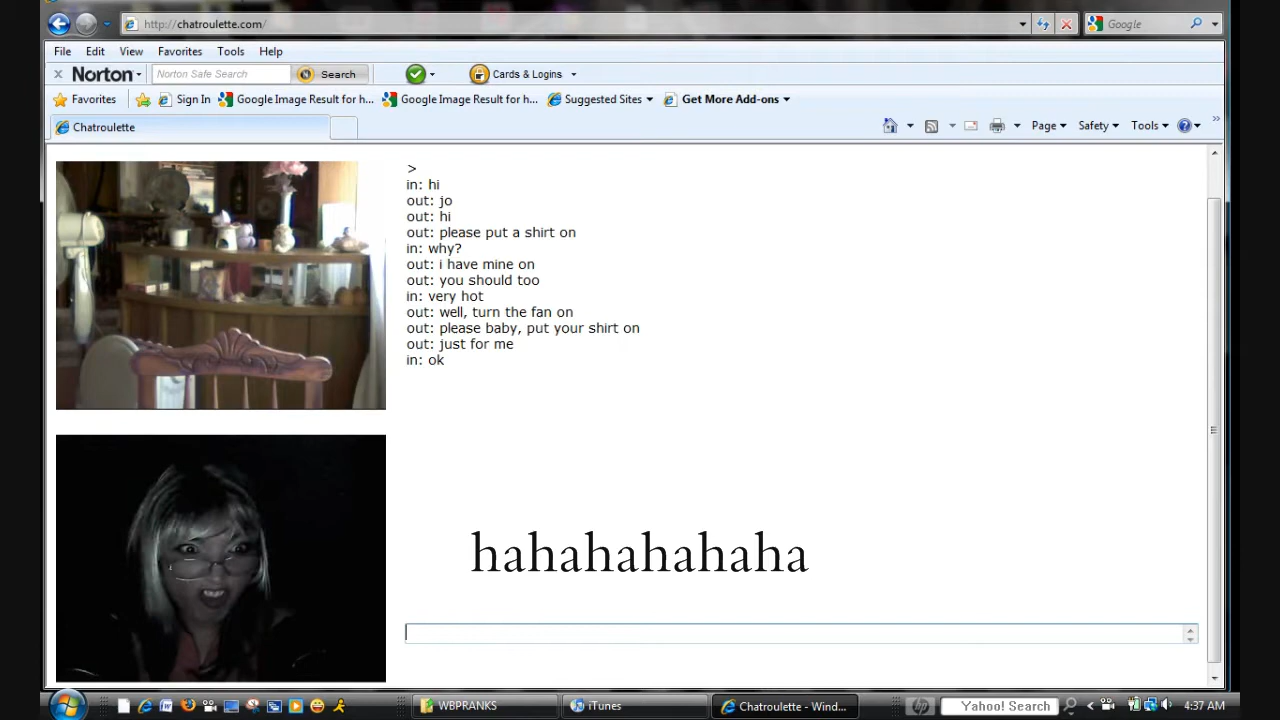 http://chatroulette.com/
Google
File Edit View Favorites Tools Help
x Norton Norton Safe Search Search Cards & Logins
Favorites Sign In Google Image Result for h... Google Image Result for h... Suggested Sites Get More Add-ons
Chatroulette
Page Safety Tools
>
in: hi
out: jo
out: hi
out: please put a shirt on
in: why?
out: i have mine on
out: you should too
in: very hot
out: well, turn the fan on
out: please baby, put your shirt on
out: just for me
in: ok
hahahahahaha
WBPRANKS iTunes Chatroulette - Wind... hp Yahoo! Search 4:37 AM